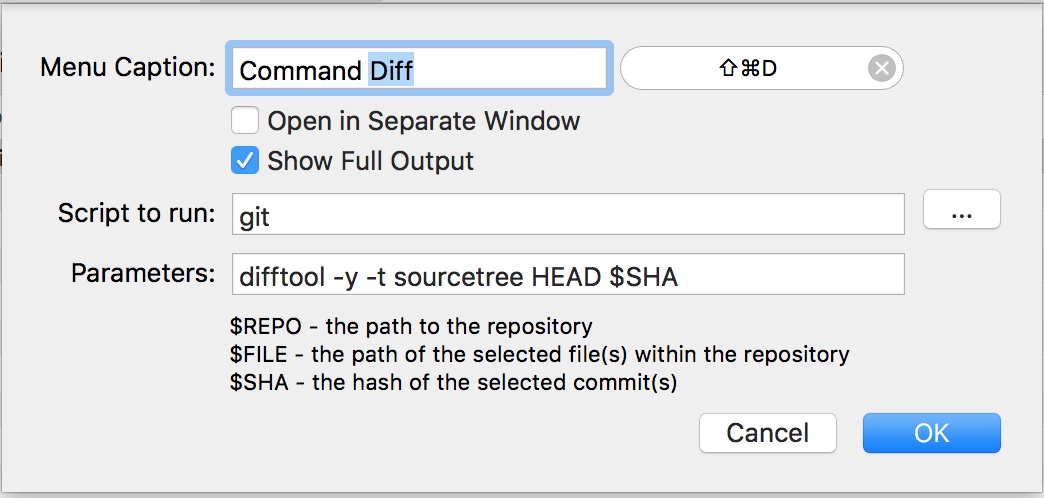 Menu Caption: Command Diff ⇧⌘D
Open in Separate Window
Show Full Output
Script to run: git ...
Parameters: difftool -y -t sourcetree HEAD $SHA
$REPO - the path to the repository
$FILE - the path of the selected file(s) within the repository
$SHA - the hash of the selected commit(s)
Cancel OK